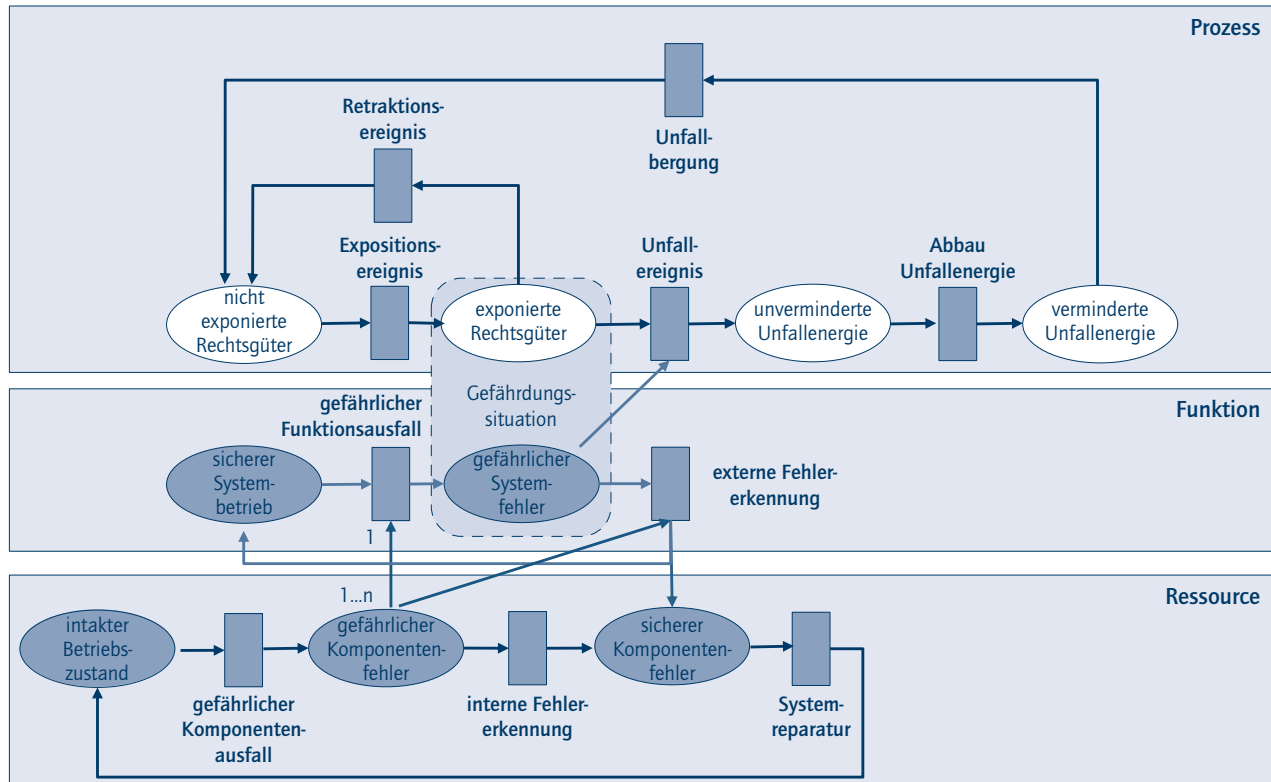 Prozess
Retraktions-
ereignis
Unfall-
bergung
Expositions-
ereignis
Unfall-
ereignis
Abbau
Unfallenergie
nicht
exponierte
Rechtsgüter
exponierte
Rechtsgüter
unverminderte
Unfallenergie
verminderte
Unfallenergie
Funktion
gefährlicher
Funktionsausfall
Gefährdungs-
situation
sicherer
System-
betrieb
gefährlicher
System-
fehler
externe Fehler-
erkennung
1
Ressource
1...n
intakter
Betriebs-
zustand
gefährlicher
Komponenten-
fehler
sicherer
Komponenten-
fehler
gefährlicher
Komponenten-
ausfall
interne Fehler-
erkennung
System-
reparatur